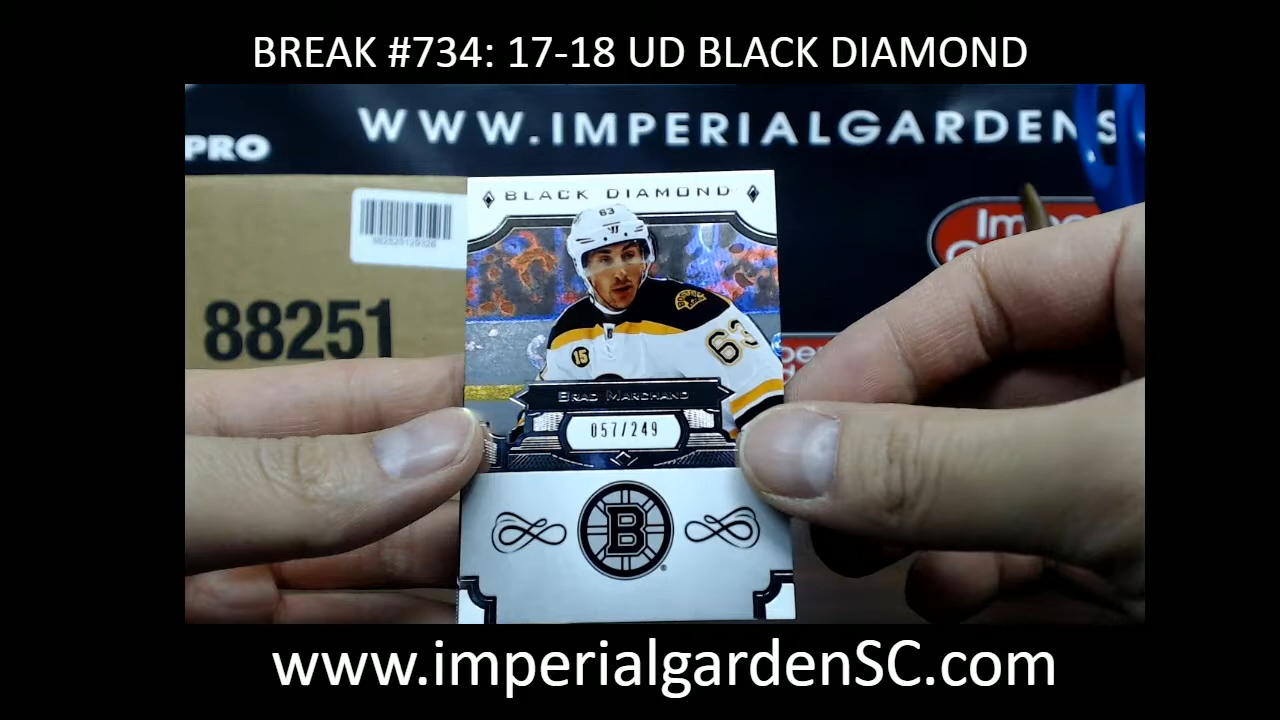 BREAK #734: 17-18 UD BLACK DIAMOND
WWW.IMPERIALGARDENS
PRO
BLACK DIAMOND
63
88251
15
63
BRAD MARCHAND
057/249
B
www.imperialgardenSC.com